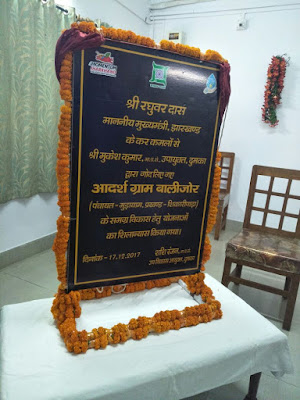 श्री रघुवर दास
माननीय मुख्यमंत्री, झारखण्ड
के कर कमलों से
श्री मुकेश कुमार, भा.प्र.से., उपायुक्त, दुमका
द्वारा गोद लिए गए
आदर्श ग्राम बालीजोर
के समग्र विकास हेतु योजनाओं
का शिलान्यास किया गया।
दिनांक - 17.12.2017